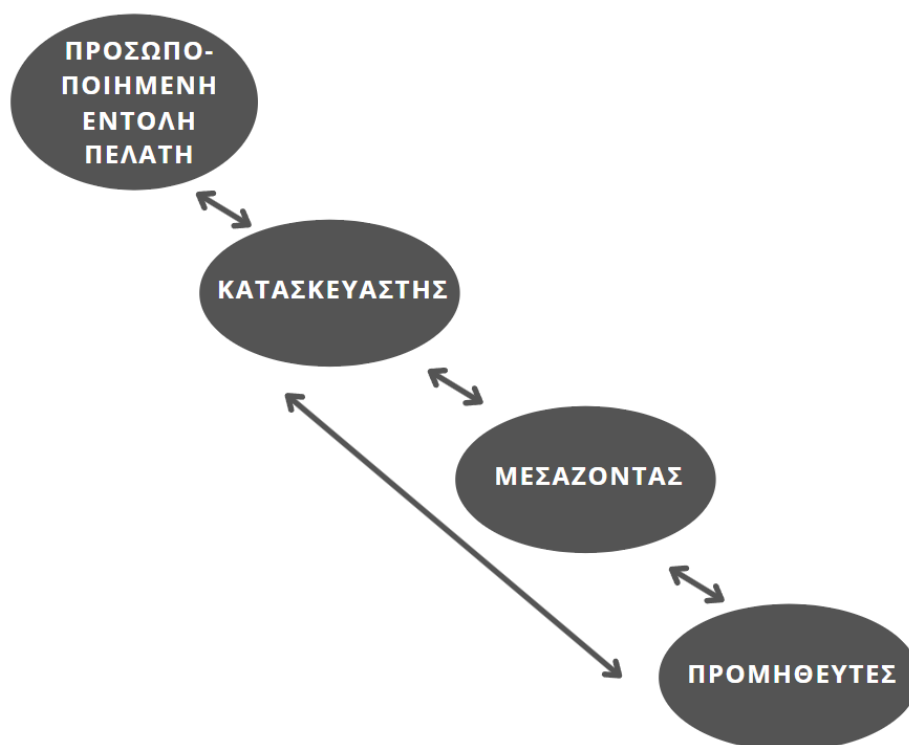 ΠΡΟΣΩΠΟ-
ΠΟΙΗΜΕΝΗ
ΕΝΤΟΛΗ
ΠΕΛΑΤΗ
ΚΑΤΑΣΚΕΥΑΣΤΗΣ
ΜΕΣΑΖΟΝΤΑΣ
ΠΡΟΜΗΘΕΥΤΕΣ